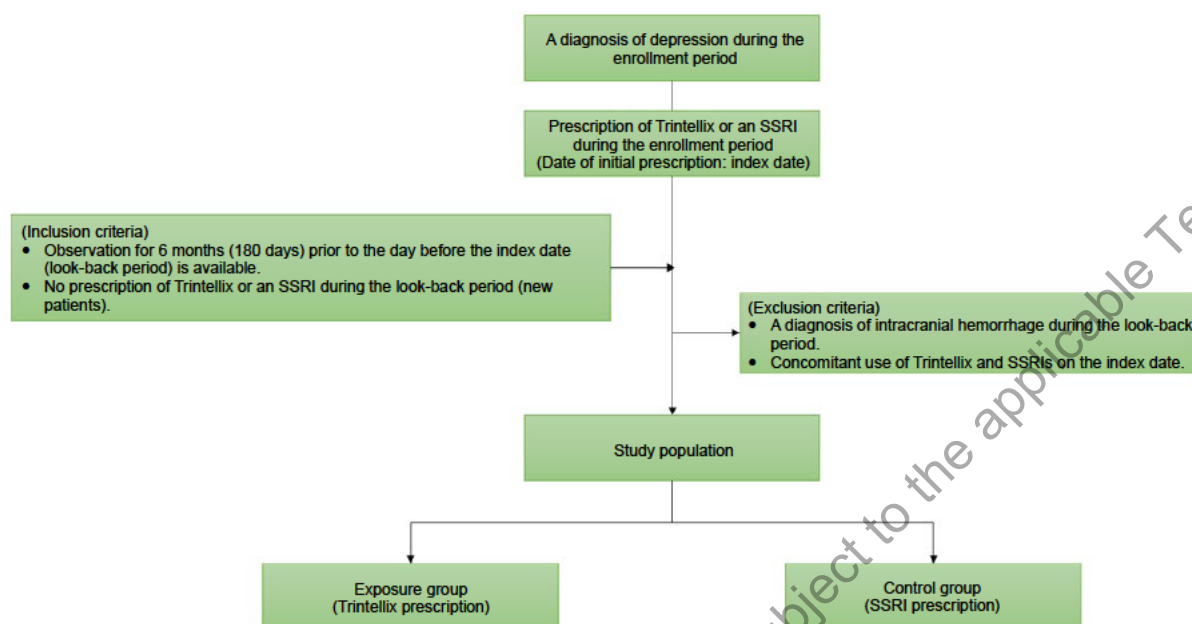 A diagnosis of depression during the
enrollment period
Prescription of Trintellix or an SSRI
during the enrollment period
(Date of initial prescription: index date)
(Inclusion criteria)
• Observation for 6 months (180 days) prior to the day before the index date
(look-back period) is available.
• No prescription of Trintellix or an SSRI during the look-back period (new
patients).
(Exclusion criteria)
• A diagnosis of intracranial hemorrhage during the look-back
period.
• Concomitant use of Trintellix and SSRIs on the index date.
Study population
Exposure group
(Trintellix prescription)
Control group
(SSRI prescription)
subject to the applicable Te